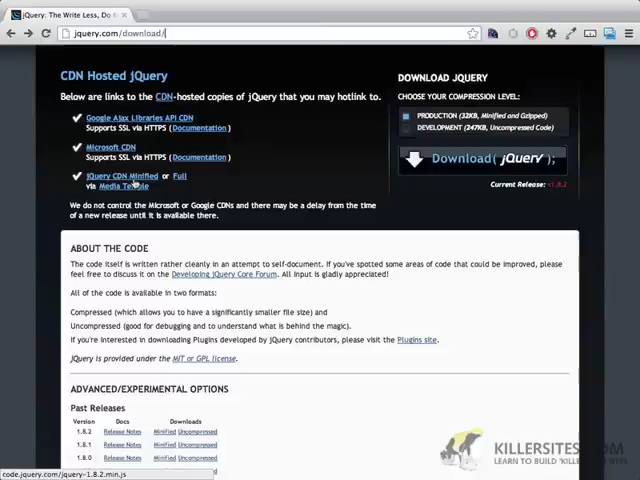 jQuery: The Write Less, Do M
jquery.com/download/
CDN Hosted jQuery
Below are links to the CDN-hosted copies of jQuery that you may hotlink to.
Google Ajax Libraries API CDN
Supports SSL via HTTPS (Documentation )
Microsoft CDN
Supports SSL via HTTPS (Documentation )
jQuery CDN Minified or Full
via Media Temple
We do not control the Microsoft or Google CDNs and there may be a delay from the time
of a new release until it is available there.
DOWNLOAD JQUERY
CHOOSE YOUR COMPRESSION LEVEL:
PRODUCTION (32KB, Minified and Gzipped)
DEVELOPMENT (247KB, Uncompressed Code)
Download( jQuery );
Current Release: v1.8.2
ABOUT THE CODE
The code itself is written rather cleanly in an attempt to self-document. If you've spotted some areas of code that could be improved, please
feel free to discuss it on the Developing jQuery Core Forum. All input is gladly appreciated!
All of the code is available in two formats:
Compressed (which allows you to have a significantly smaller file size) and
Uncompressed (good for debugging and to understand what is behind the magic).
If you're interested in downloading Plugins developed by jQuery contributors, please visit the Plugins site.
jQuery is provided under the MIT or GPL license.
ADVANCED/EXPERIMENTAL OPTIONS
Past Releases
Version Docs Downloads
1.8.2 Release Notes Minified Uncompressed
1.8.1 Release Notes Minified Uncompressed
1.8.0 Release Notes Minified Uncompressed
code.jquery.com/jquery-1.8.2.min.js
KILLERSITES.COM
LEARN TO BUILD 'KILLER' WEB